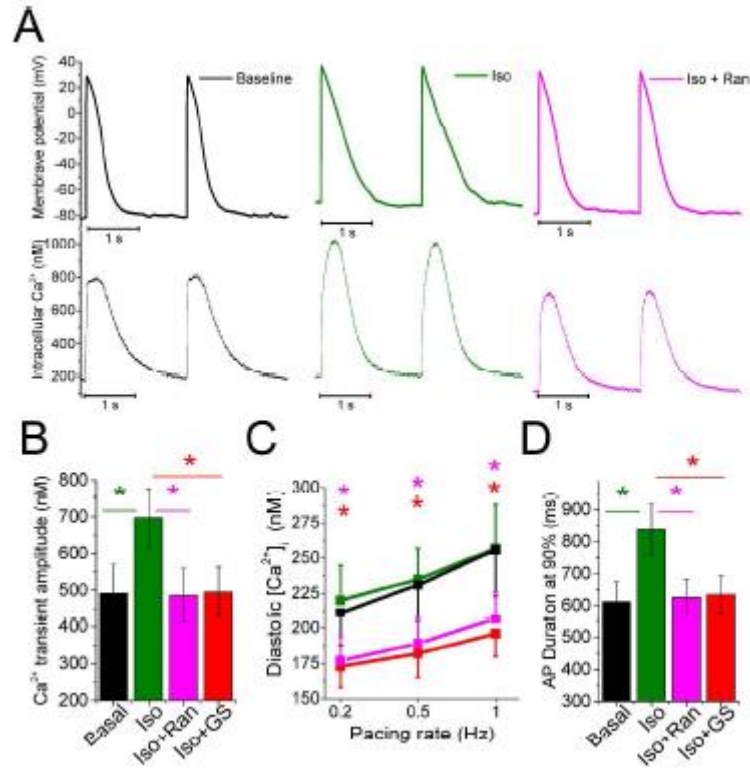 A
Membrave potential (mV)
40
20
0
-20
-40
-60
-80
Baseline
Iso
Iso + Ran
1 s
1 s
1 s
Intracellular Ca²⁺ (nM)
1000
800
600
400
200
1 s
1 s
1 s
B
Ca²⁺ transient amplitude (nM)
800
700
600
500
400
300
200
*
*
*
Basal
Iso
Iso+Ran
Iso+GS
C
Diastolic [Ca²⁺]ᵢ (nM)
300
275
250
225
200
175
150
* * *
* * *
0.2
0.5
1
Pacing rate (Hz)
D
AP Duration at 90% (ms)
900
800
700
600
500
400
300
*
*
*
Basal
Iso
Iso+Ran
Iso+GS